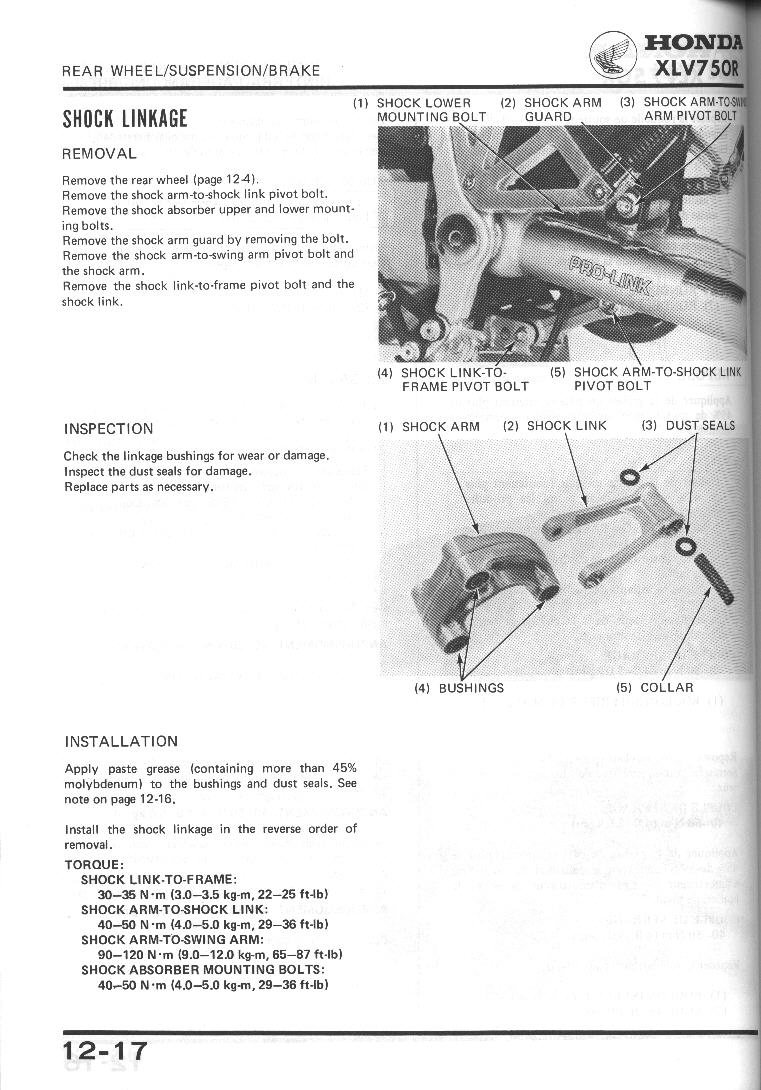 REAR WHEEL/SUSPENSION/BRAKE
HONDA
XLV750R
SHOCK LINKAGE
REMOVAL
Remove the rear wheel (page 12-4).
Remove the shock arm-to-shock link pivot bolt.
Remove the shock absorber upper and lower mount-
ing bolts.
Remove the shock arm guard by removing the bolt.
Remove the shock arm-to-swing arm pivot bolt and
the shock arm.
Remove the shock link-to-frame pivot bolt and the
shock link.
(1) SHOCK LOWER
MOUNTING BOLT
(2) SHOCK ARM
GUARD
(3) SHOCK ARM-TO-SWING
ARM PIVOT BOLT
PRO-LINK
(4) SHOCK LINK-TO-
FRAME PIVOT BOLT
(5) SHOCK ARM-TO-SHOCK LINK
PIVOT BOLT
INSPECTION
Check the linkage bushings for wear or damage.
Inspect the dust seals for damage.
Replace parts as necessary.
(1) SHOCK ARM
(2) SHOCK LINK
(3) DUST SEALS
(4) BUSHINGS
(5) COLLAR
INSTALLATION
Apply paste grease (containing more than 45%
molybdenum) to the bushings and dust seals. See
note on page 12-16.
Install the shock linkage in the reverse order of
removal.
TORQUE:
SHOCK LINK-TO-FRAME:
30–35 N·m (3.0–3.5 kg-m, 22–25 ft-lb)
SHOCK ARM-TO-SHOCK LINK:
40–50 N·m (4.0–5.0 kg-m, 29–36 ft-lb)
SHOCK ARM-TO-SWING ARM:
90–120 N·m (9.0–12.0 kg-m, 65–87 ft-lb)
SHOCK ABSORBER MOUNTING BOLTS:
40–50 N·m (4.0–5.0 kg-m, 29–36 ft-lb)
12-17